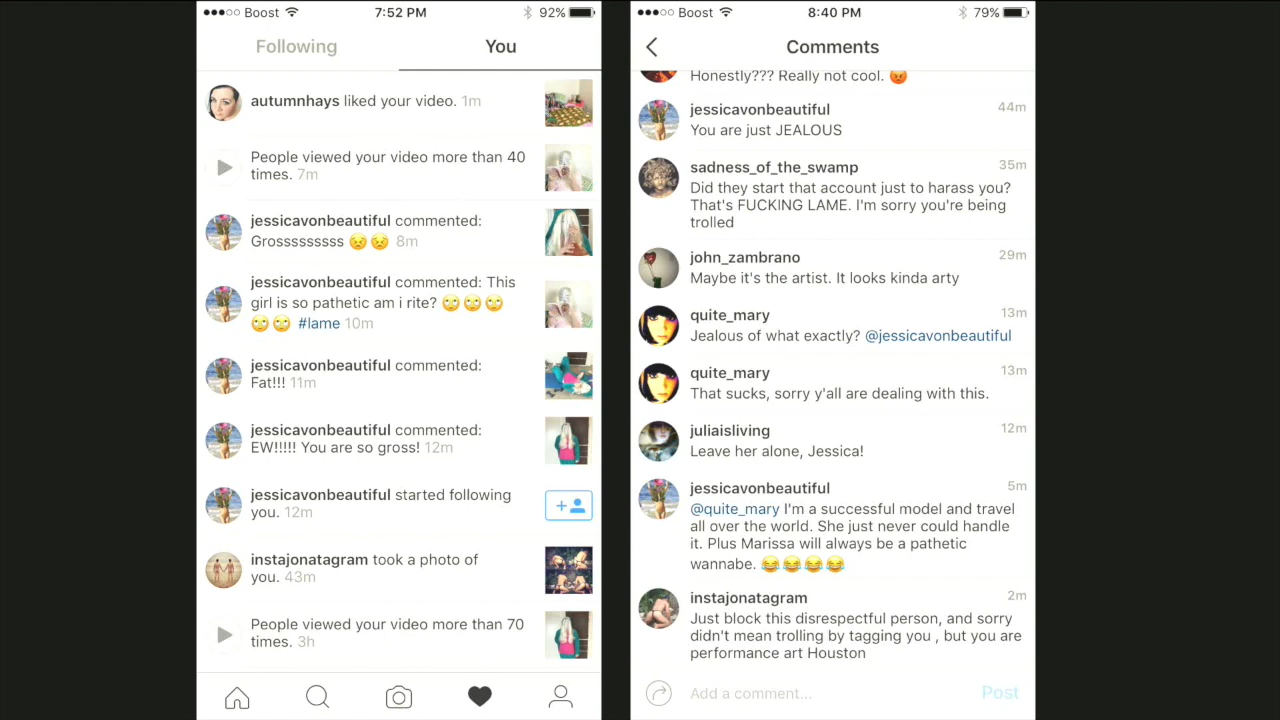 Boost 7:52 PM 92%
Following You
autumnhays liked your video. 1m
People viewed your video more than 40
times. 7m
jessicavonbeautiful commented:
Grosssssssss 😣 😣 8m
jessicavonbeautiful commented: This
girl is so pathetic am i rite? 🙄 🙄 🙄
🙄 🙄 #lame 10m
jessicavonbeautiful commented:
Fat!!! 11m
jessicavonbeautiful commented:
EW!!!!! You are so gross! 12m
jessicavonbeautiful started following
you. 12m
instajonatagram took a photo of
you. 43m
People viewed your video more than 70
times. 3h
Boost 8:40 PM 79%
Comments
Honestly??? Really not cool. 😡
jessicavonbeautiful 44m
You are just JEALOUS
sadness_of_the_swamp 35m
Did they start that account just to harass you?
That's FUCKING LAME. I'm sorry you're being
trolled
john_zambrano 29m
Maybe it's the artist. It looks kinda arty
quite_mary 13m
Jealous of what exactly? @jessicavonbeautiful
quite_mary 13m
That sucks, sorry y'all are dealing with this.
juliaisliving 12m
Leave her alone, Jessica!
jessicavonbeautiful 5m
@quite_mary I'm a successful model and travel
all over the world. She just never could handle
it. Plus Marissa will always be a pathetic
wannabe. 😂 😂 😂 😂
instajonatagram 2m
Just block this disrespectful person, and sorry
didn't mean trolling by tagging you , but you are
performance art Houston
Add a comment... Post